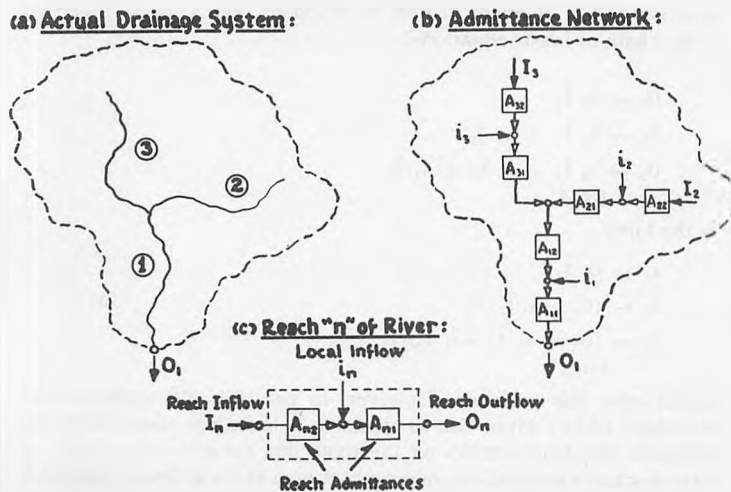 (a) Actual Drainage System:
③
②
①
O₁
(b) Admittance Network:
I₃
A₃₂
i₃
A₃₁
i₂
I₂
A₂₁
A₂₂
A₁₂
i₁
A₁₁
O₁
(c) Reach "n" of River:
Local Inflow
iₙ
Reach Inflow
Reach Outflow
Iₙ
Aₙ₂
Aₙ₁
Oₙ
Reach Admittances